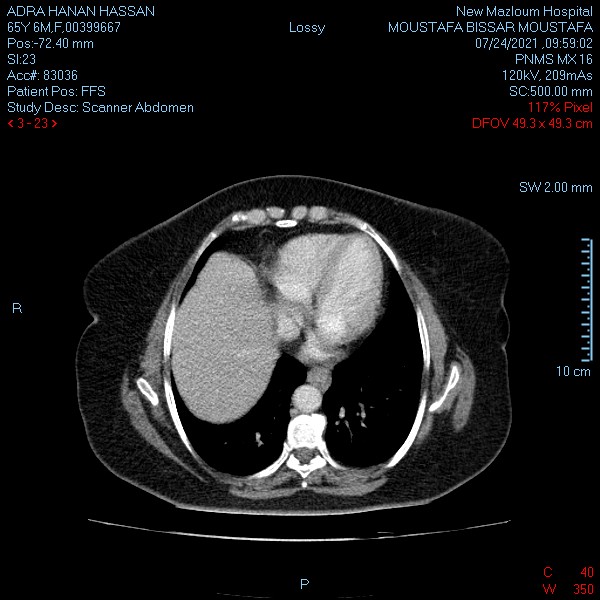 ADRA HANAN HASSAN
65Y 6M,F,00399667
Pos:-72.40 mm
SI:23
Acc#: 83036
Patient Pos: FFS
Study Desc: Scanner Abdomen
< 3 - 23 >
Lossy
New Mazloum Hospital
MOUSTAFA BISSAR MOUSTAFA
07/24/2021 ,09:59:02
PNMS MX 16
120kV, 209mAs
SC:500.00 mm
117% Pixel
DFOV 49.3 x 49.3 cm
SW 2.00 mm
R
10 cm
P
C 40
W 350